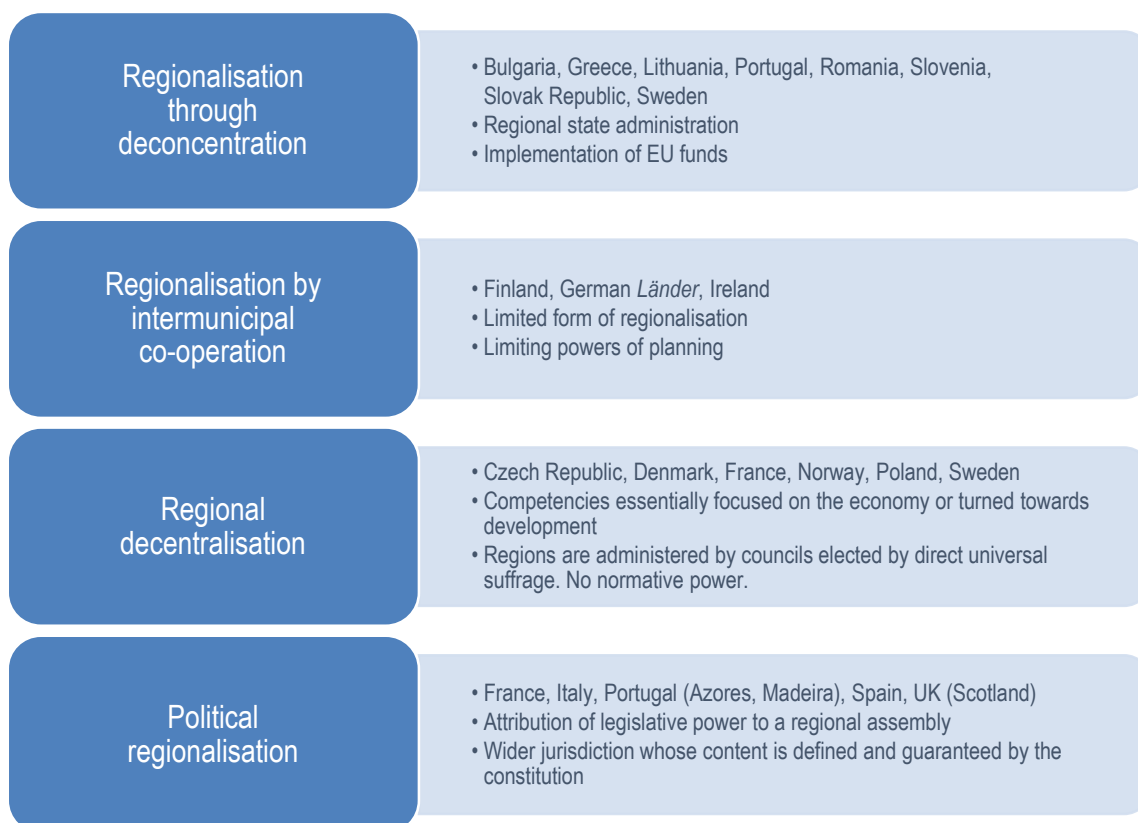 Regionalisation
through
deconcentration
• Bulgaria, Greece, Lithuania, Portugal, Romania, Slovenia,
Slovak Republic, Sweden
• Regional state administration
• Implementation of EU funds
Regionalisation by
intermunicipal
co-operation
• Finland, German Länder, Ireland
• Limited form of regionalisation
• Limiting powers of planning
Regional
decentralisation
• Czech Republic, Denmark, France, Norway, Poland, Sweden
• Competencies essentially focused on the economy or turned towards
development
• Regions are administered by councils elected by direct universal
suffrage. No normative power.
Political
regionalisation
• France, Italy, Portugal (Azores, Madeira), Spain, UK (Scotland)
• Attribution of legislative power to a regional assembly
• Wider jurisdiction whose content is defined and guaranteed by the
constitution